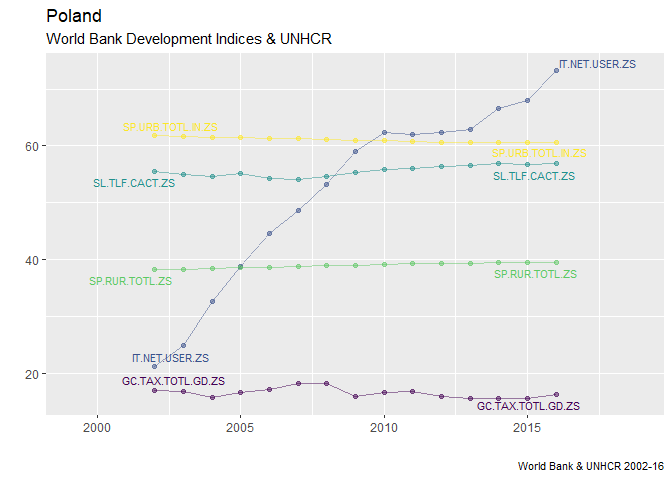 Poland
World Bank Development Indices & UNHCR
IT.NET.USER.ZS
SP.URB.TOTL.IN.ZS
60
SP.URB.TOTL.IN.ZS
SL.TLF.CACT.ZS
SL.TLF.CACT.ZS
40
SP.RUR.TOTL.ZS
SP.RUR.TOTL.ZS
IT.NET.USER.ZS
20
GC.TAX.TOTL.GD.ZS
GC.TAX.TOTL.GD.ZS
2000
2005
2010
2015
World Bank & UNHCR 2002-16